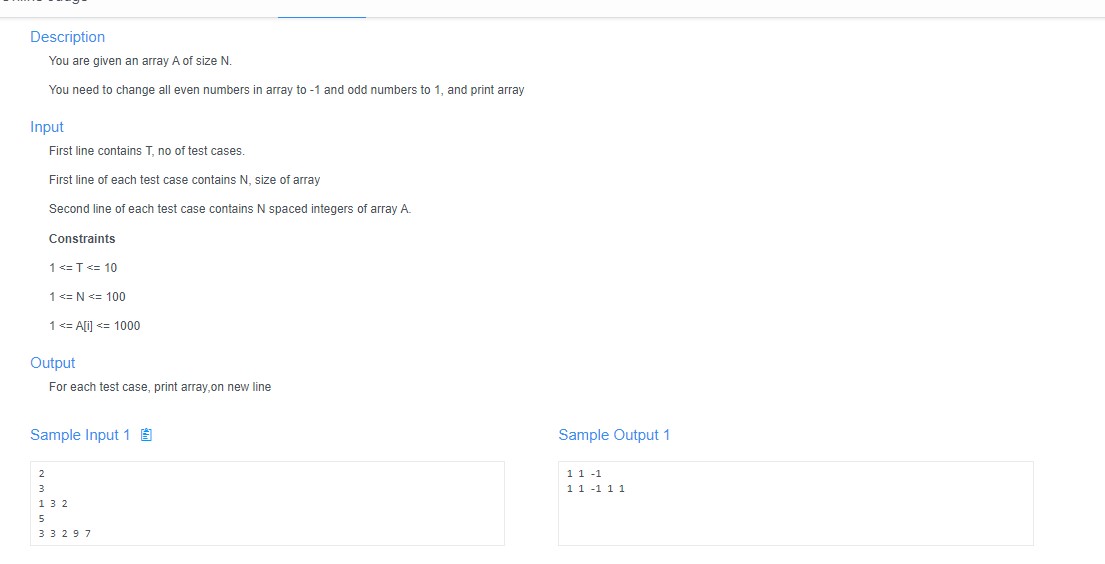 Description
You are given an array A of size N.
You need to change all even numbers in array to -1 and odd numbers to 1, and print array
Input
First line contains T, no of test cases.
First line of each test case contains N, size of array
Second line of each test case contains N spaced integers of array A.
Constraints
1 <= T <= 10
1 <= N <= 100
1 <= A[i] <= 1000
Output
For each test case, print array,on new line
Sample Input 1
2
3
1 3 2
5
3 3 2 9 7
Sample Output 1
1 1 -1
1 1 -1 1 1